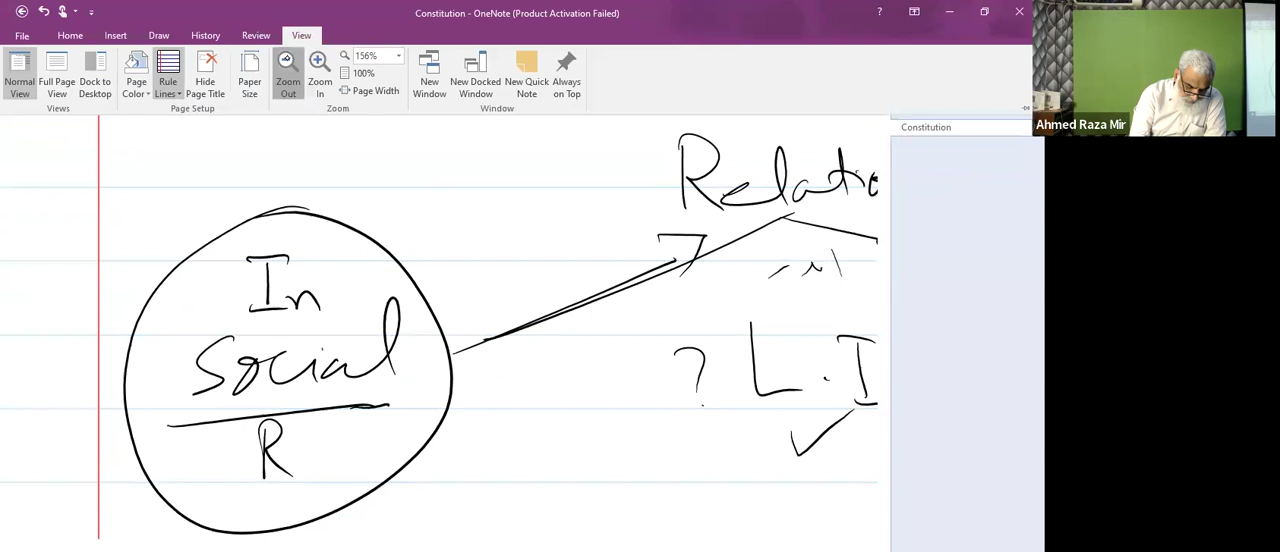 Constitution - OneNote (Product Activation Failed)
?
File Home Insert Draw History Review View
Normal View
Full Page View
Dock to Desktop
Views
Page Color
Rule Lines
Hide Page Title
Paper Size
Page Setup
Zoom Out
Zoom In
156%
100%
Page Width
Zoom
New Window
New Docked Window
New Quick Note
Always on Top
Window
Ahmed Raza Mir
Constitution
Relatio
In
Social
R
? L.I